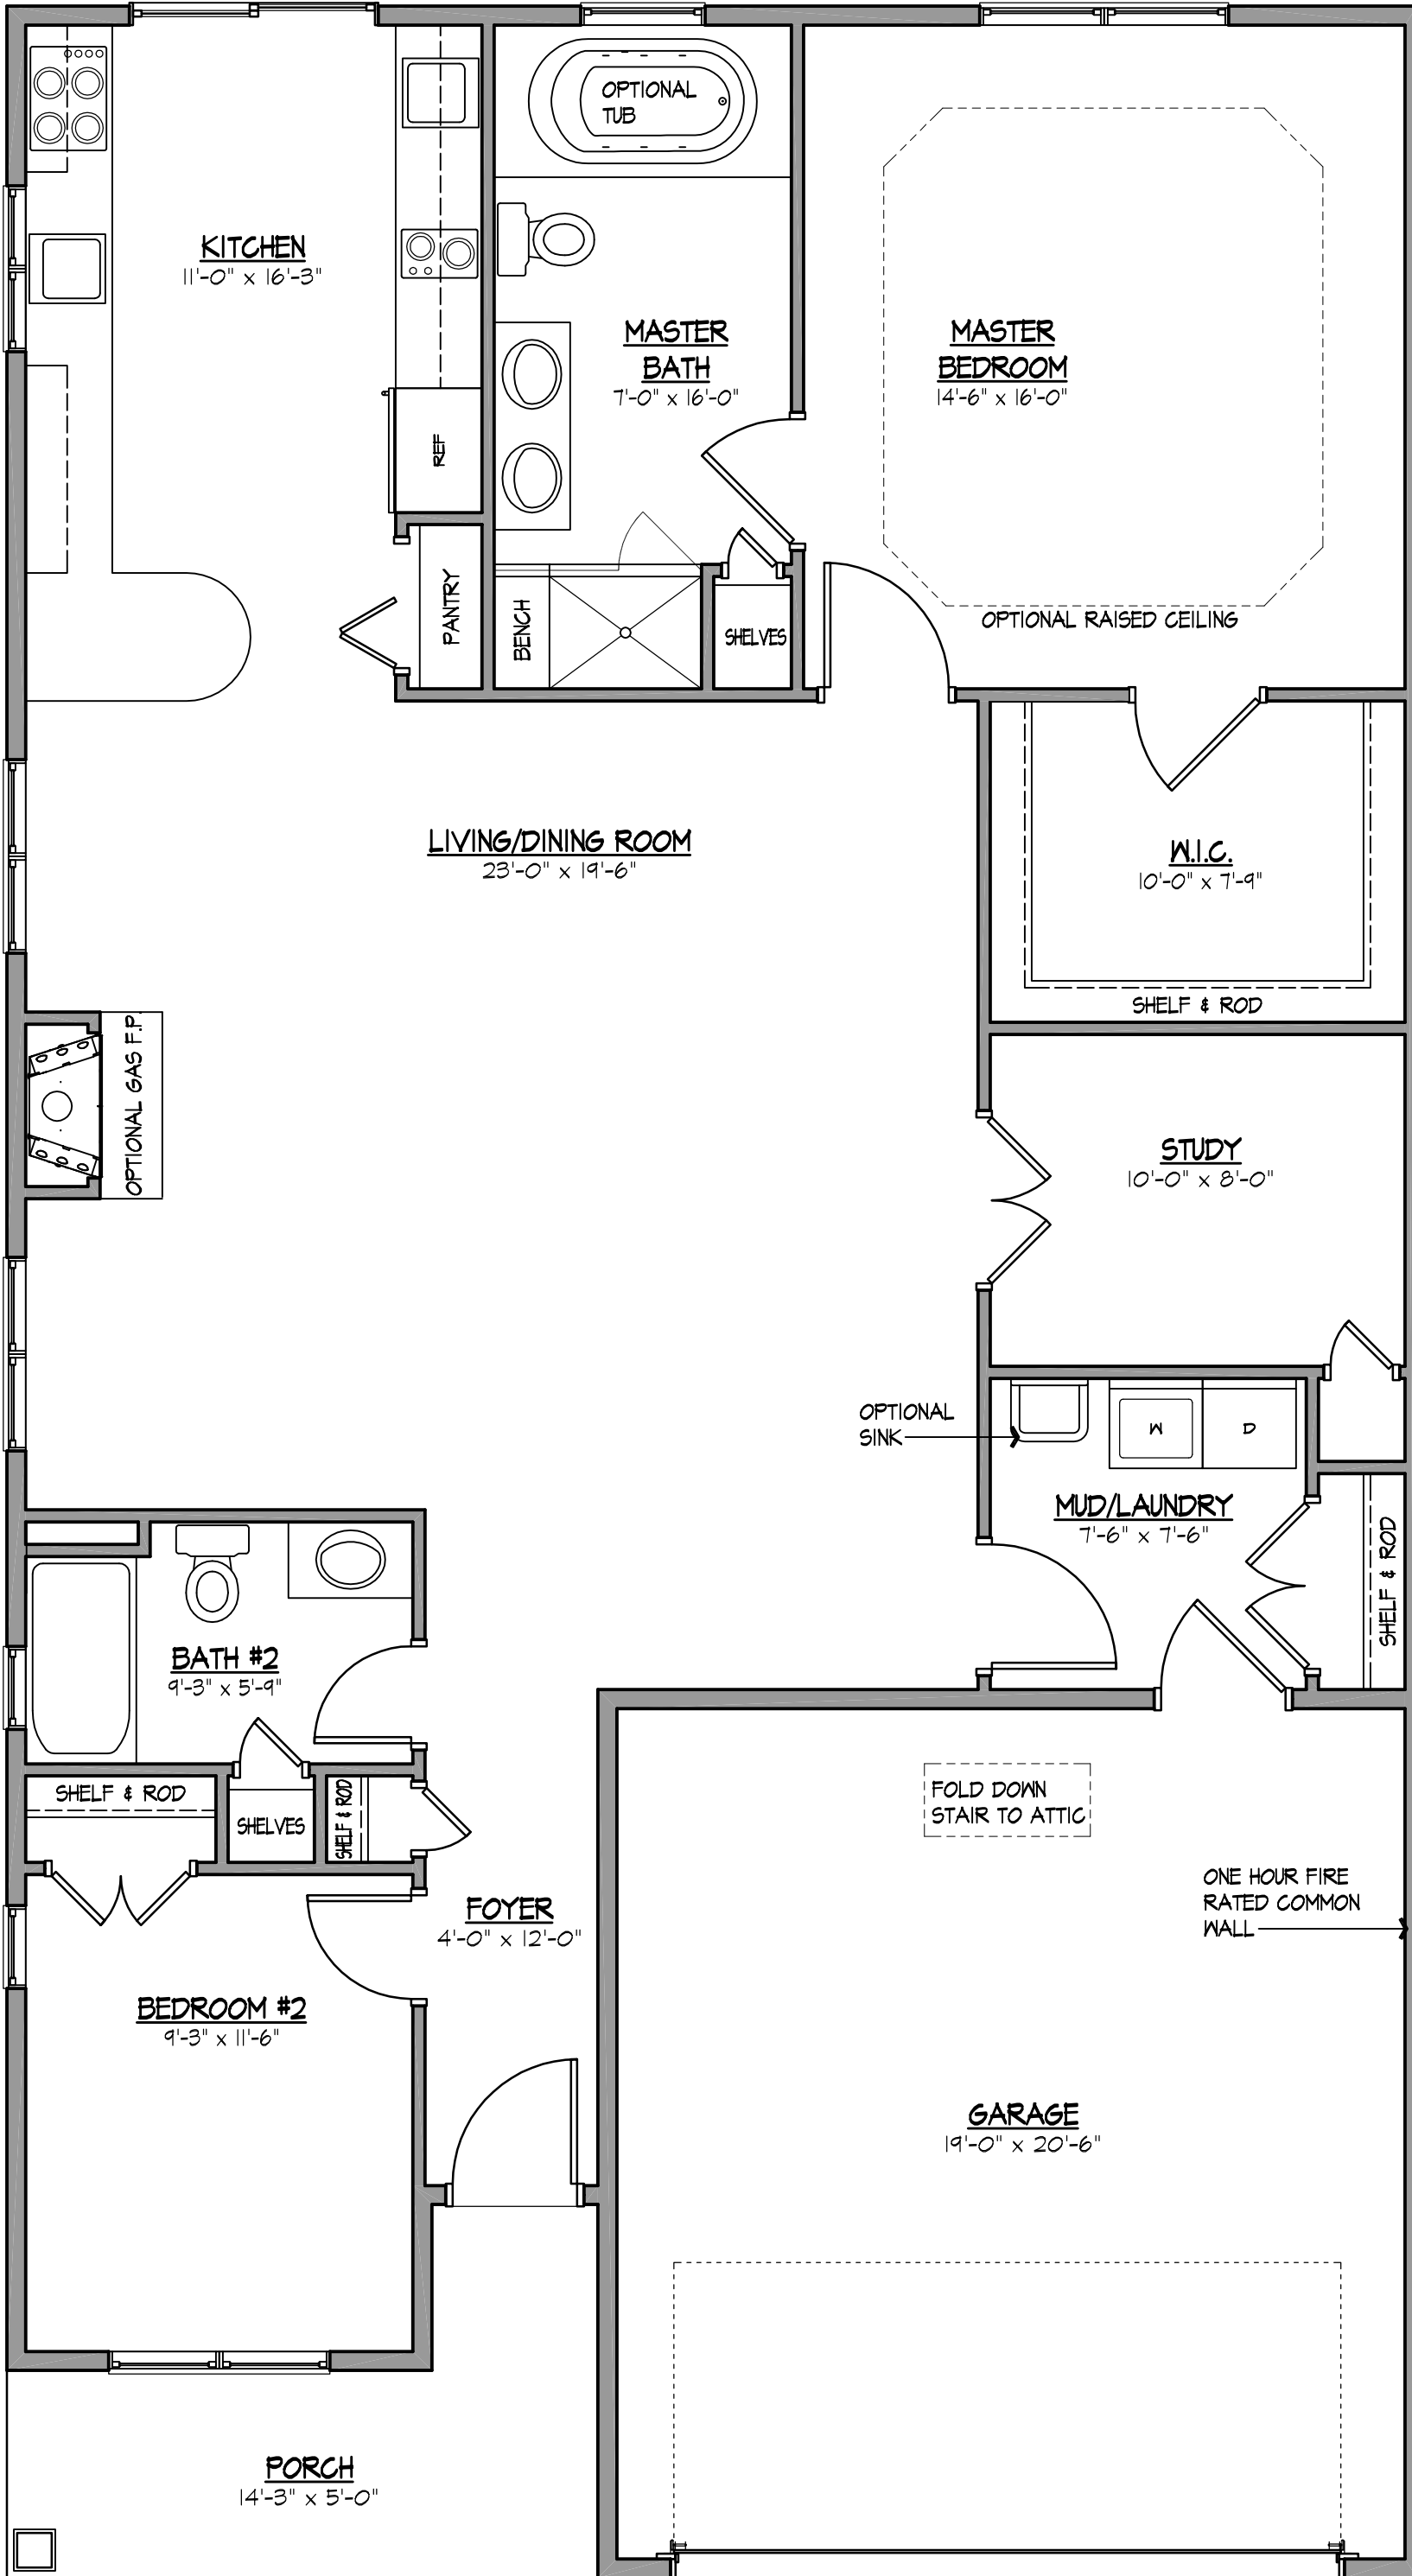 OPTIONAL
TUB
KITCHEN
11'-0" x 16'-3"
MASTER
BATH
7'-0" x 16'-0"
MASTER
BEDROOM
14'-6" x 16'-0"
REF
PANTRY
BENCH
SHELVES
OPTIONAL RAISED CEILING
LIVING/DINING ROOM
23'-0" x 19'-6"
W.I.C.
10'-0" x 7'-9"
SHELF & ROD
OPTIONAL GAS F.P.
STUDY
10'-0" x 8'-0"
OPTIONAL
SINK
W
D
MUD/LAUNDRY
7'-6" x 7'-6"
SHELF & ROD
BATH #2
9'-3" x 5'-9"
SHELF & ROD
SHELVES
SHELF & ROD
FOLD DOWN
STAIR TO ATTIC
ONE HOUR FIRE
RATED COMMON
WALL
FOYER
4'-0" x 12'-0"
BEDROOM #2
9'-3" x 11'-6"
GARAGE
19'-0" x 20'-6"
PORCH
14'-3" x 5'-0"